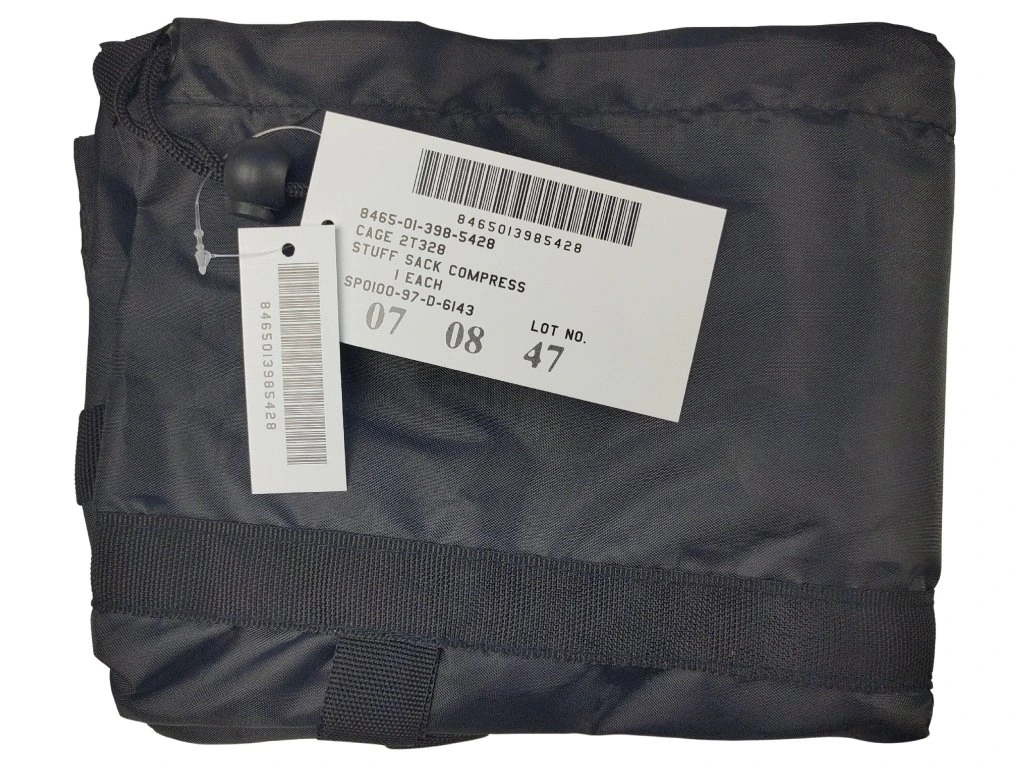 8465013985428
8465-01-398-5428
CAGE 2T328
STUFF SACK COMPRESS
1 EACH
SP0100-97-D-6143
LOT NO.
07 08 47
8465013985428